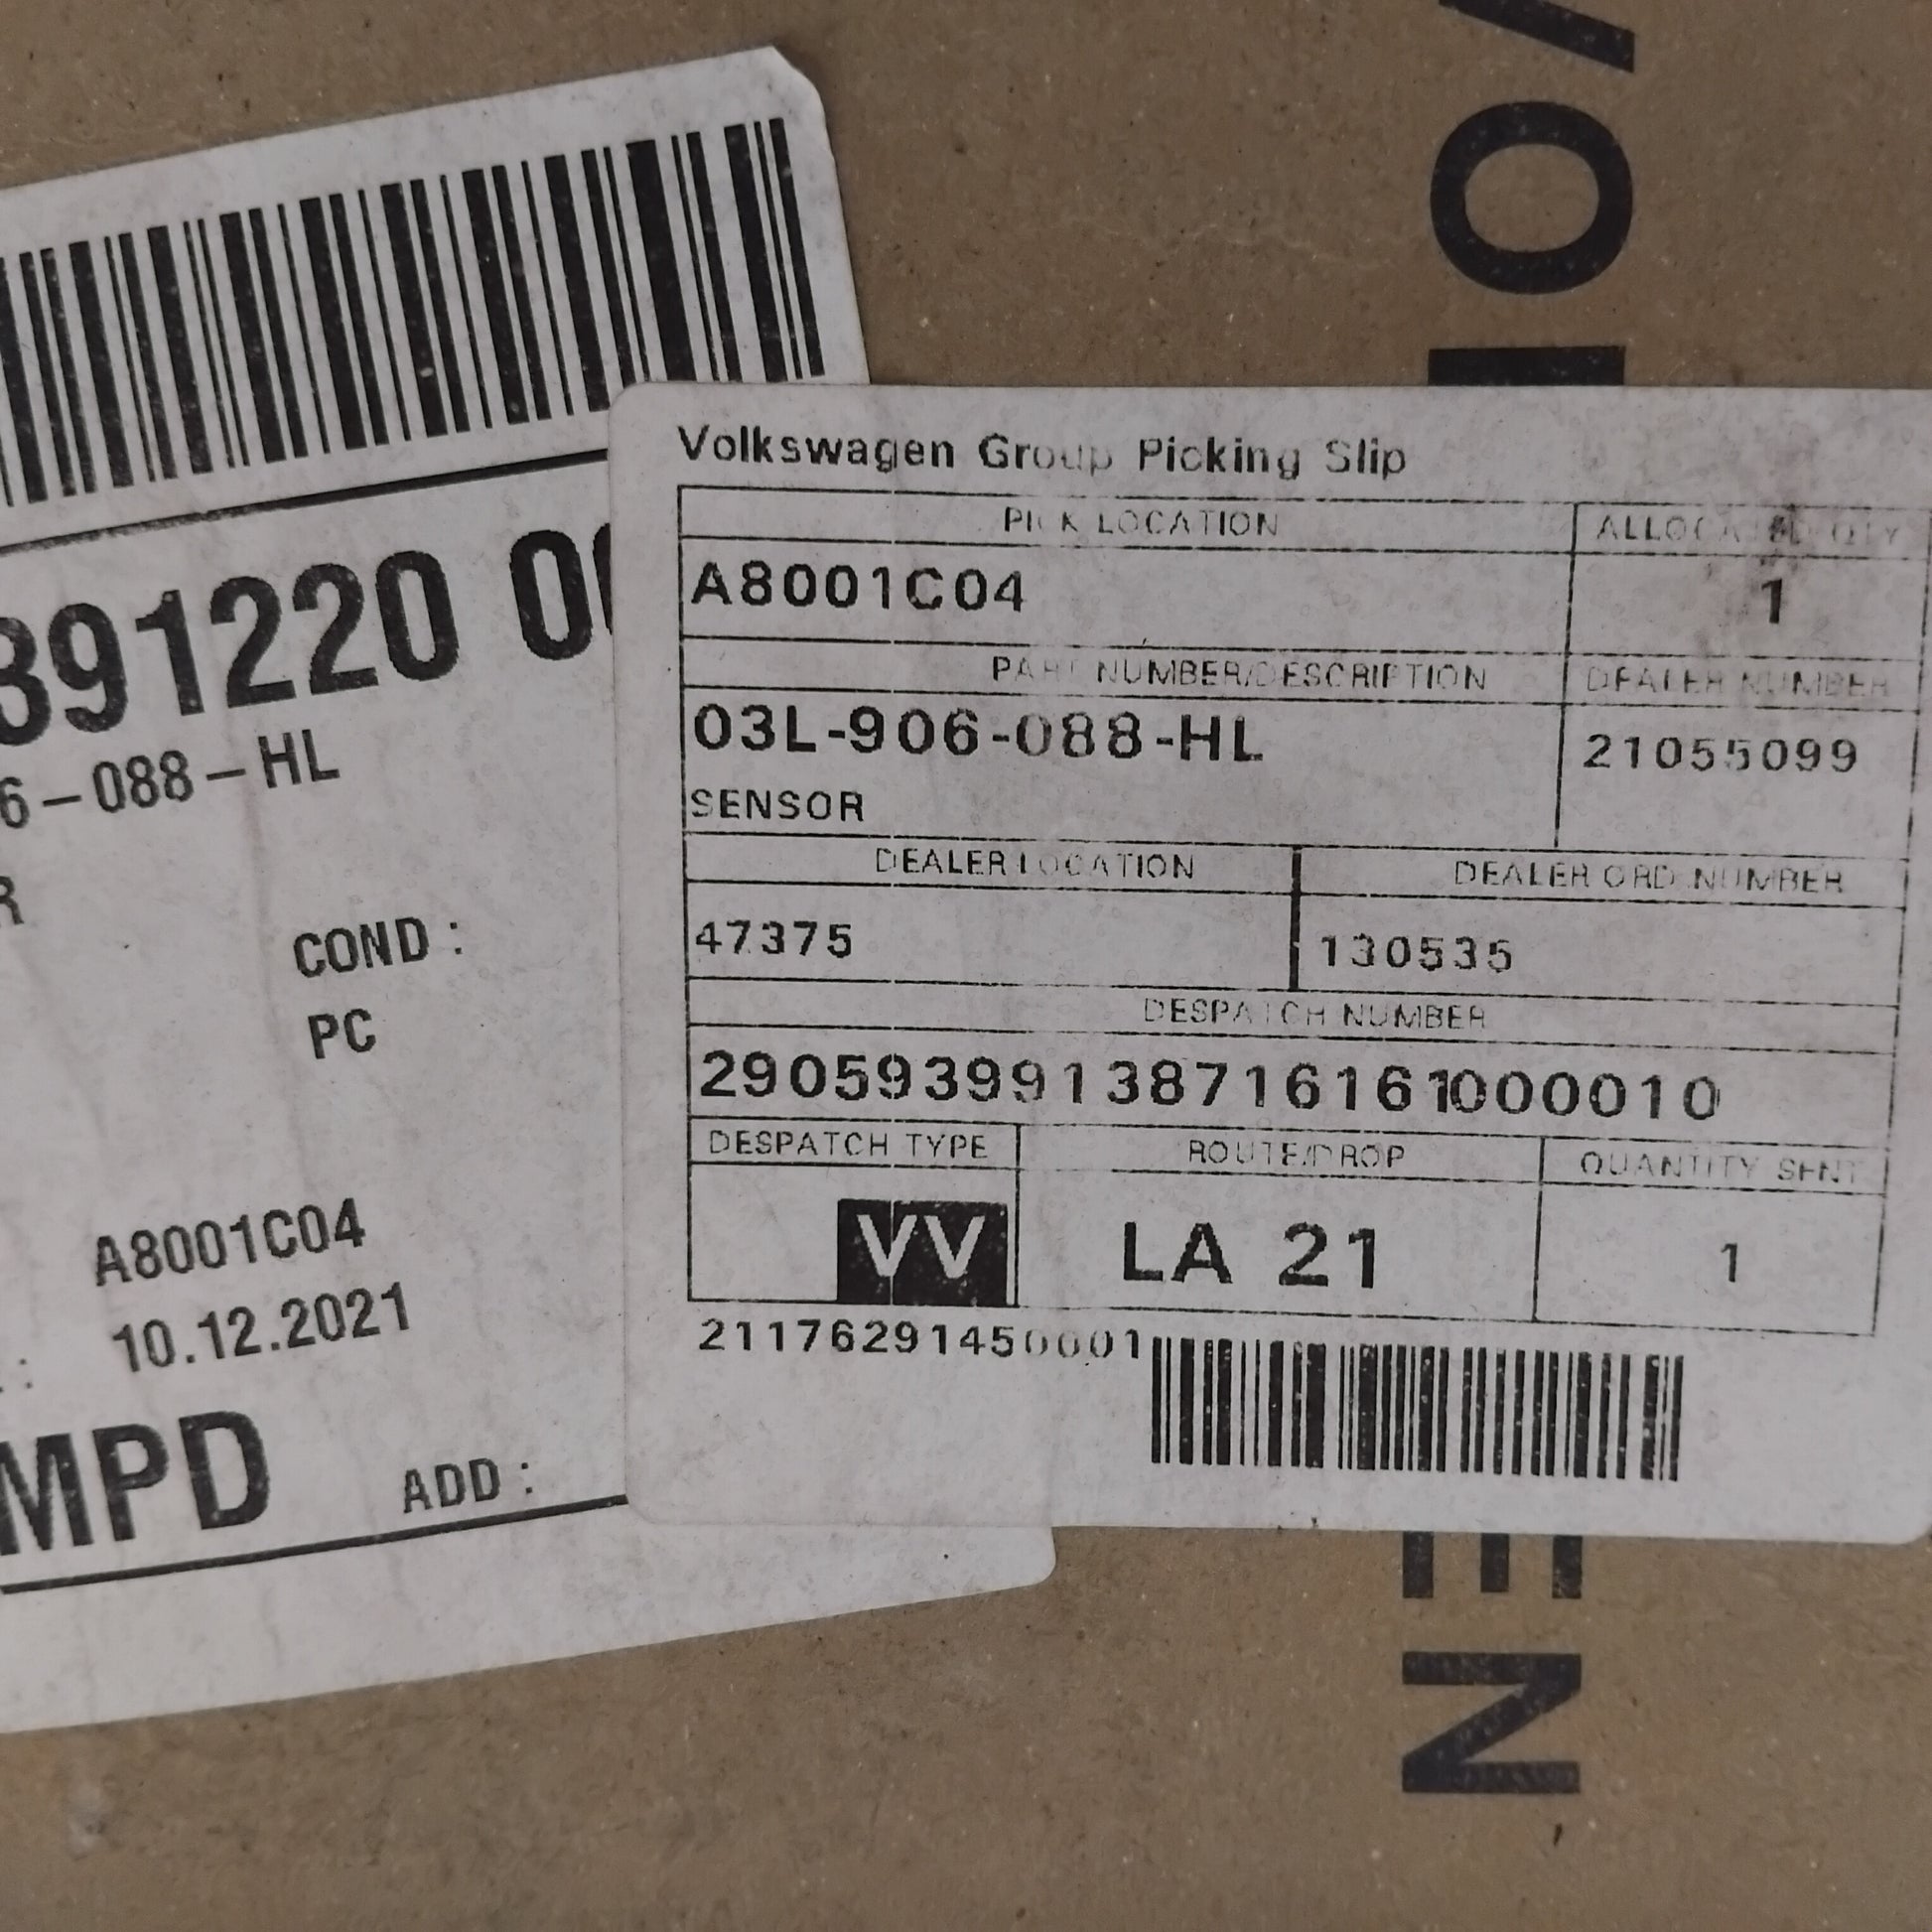 391220 0
6-088-HL
R
COND :
PC
A8001C04
: 10.12.2021
MPD ADD :
Volkswagen Group Picking Slip
PICK LOCATION ALLOCATED QTY
A8001C04 1
PART NUMBER/DESCRIPTION DEALER NUMBER
03L-906-088-HL 21055099
SENSOR
DEALER LOCATION DEALER ORD NUMBER
47375 130535
DESPATCH NUMBER
29059399138716161000010
DESPATCH TYPE ROUTE/DROP QUANTITY SENT
VV LA 21 1
21176291450001